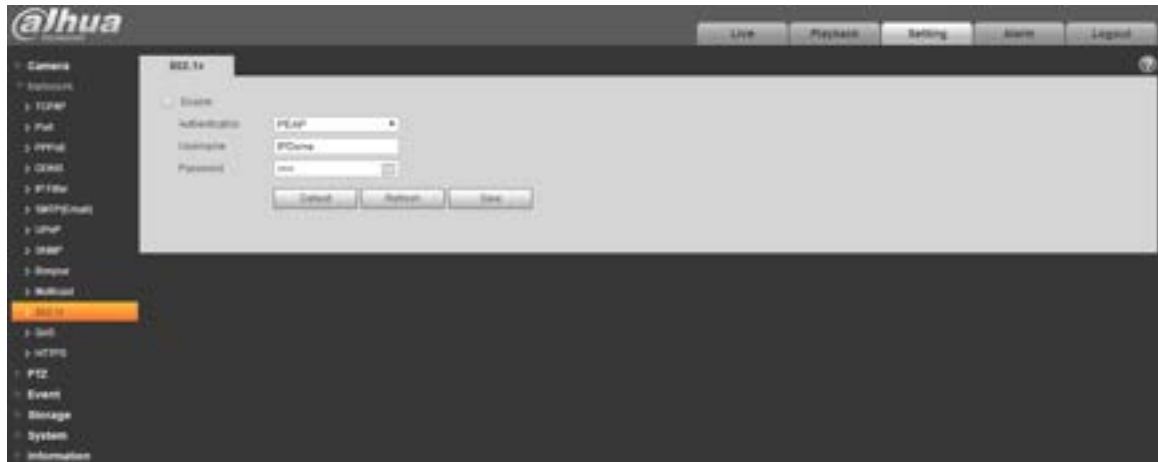 alhua
Live
Playback
Setting
Alarm
Logout
Camera
Network
TCP/IP
Port
PPPoE
DDNS
IP Filter
SMTP(Email)
UPnP
SNMP
Bonjour
Multicast
802.1x
QoS
HTTPS
PTZ
Event
Storage
System
Information
802.1x
Enable
Authentication
PEAP
Username
Password
Default
Refresh
Save